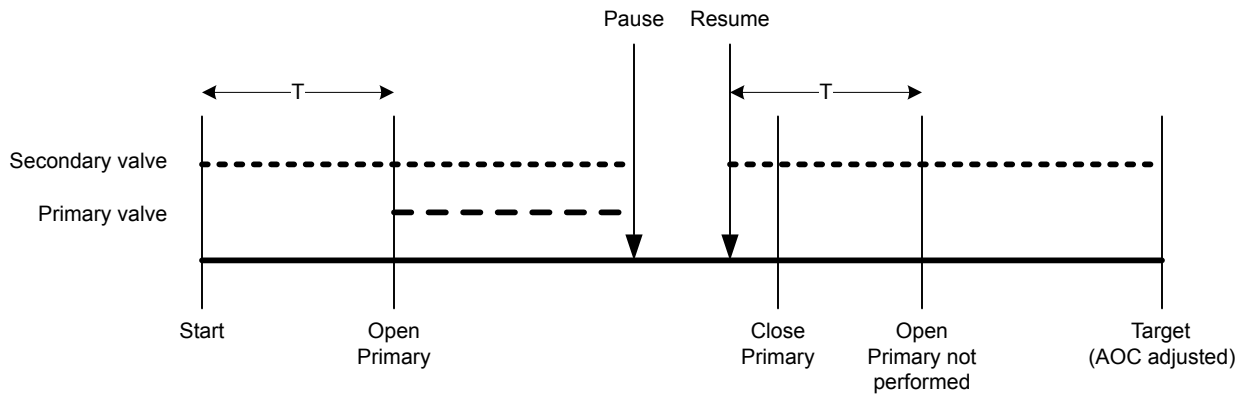 Pause
Resume
T
T
Secondary valve
Primary valve
Start
Open
Primary
Close
Primary
Open
Primary not
performed
Target
(AOC adjusted)